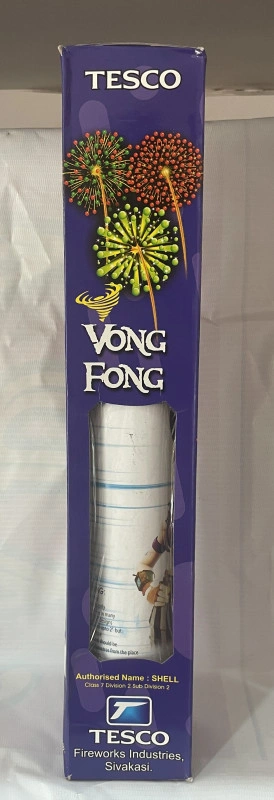 TESCO
VONG
FONG
Authorised Name : SHELL
Class 7 Division 2 Sub Division 2
TESCO
Fireworks Industries,
Sivakasi.